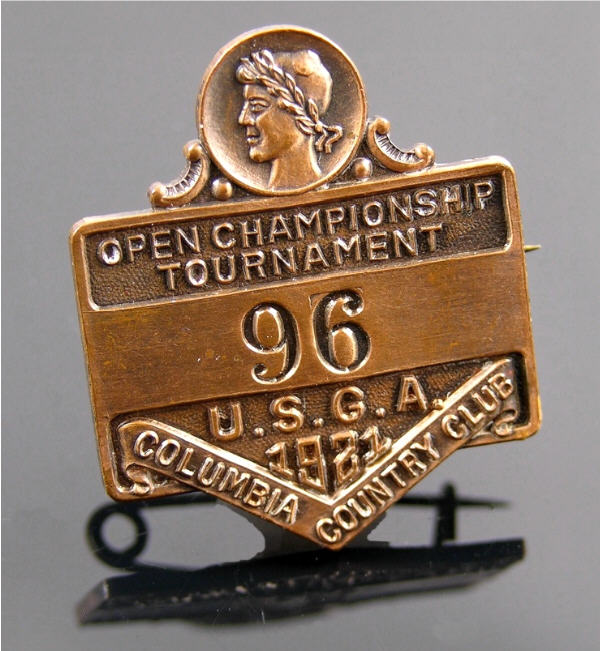 OPEN CHAMPIONSHIP
TOURNAMENT
96
U.S.G.A.
1921
COLUMBIA COUNTRY CLUB